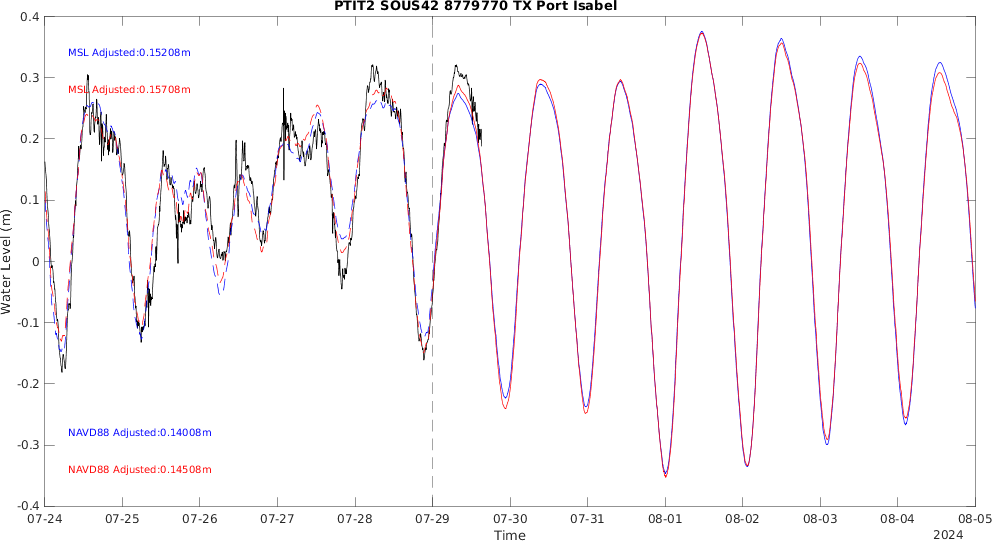 PTIT2 SOUS42 8779770 TX Port Isabel
0.4
0.3
0.2
0.1
0
-0.1
-0.2
-0.3
-0.4
Water Level (m)
MSL Adjusted:0.15208m
MSL Adjusted:0.15708m
NAVD88 Adjusted:0.14008m
NAVD88 Adjusted:0.14508m
07-24 07-25 07-26 07-27 07-28 07-29 07-30 07-31 08-01 08-02 08-03 08-04 08-05
Time
2024